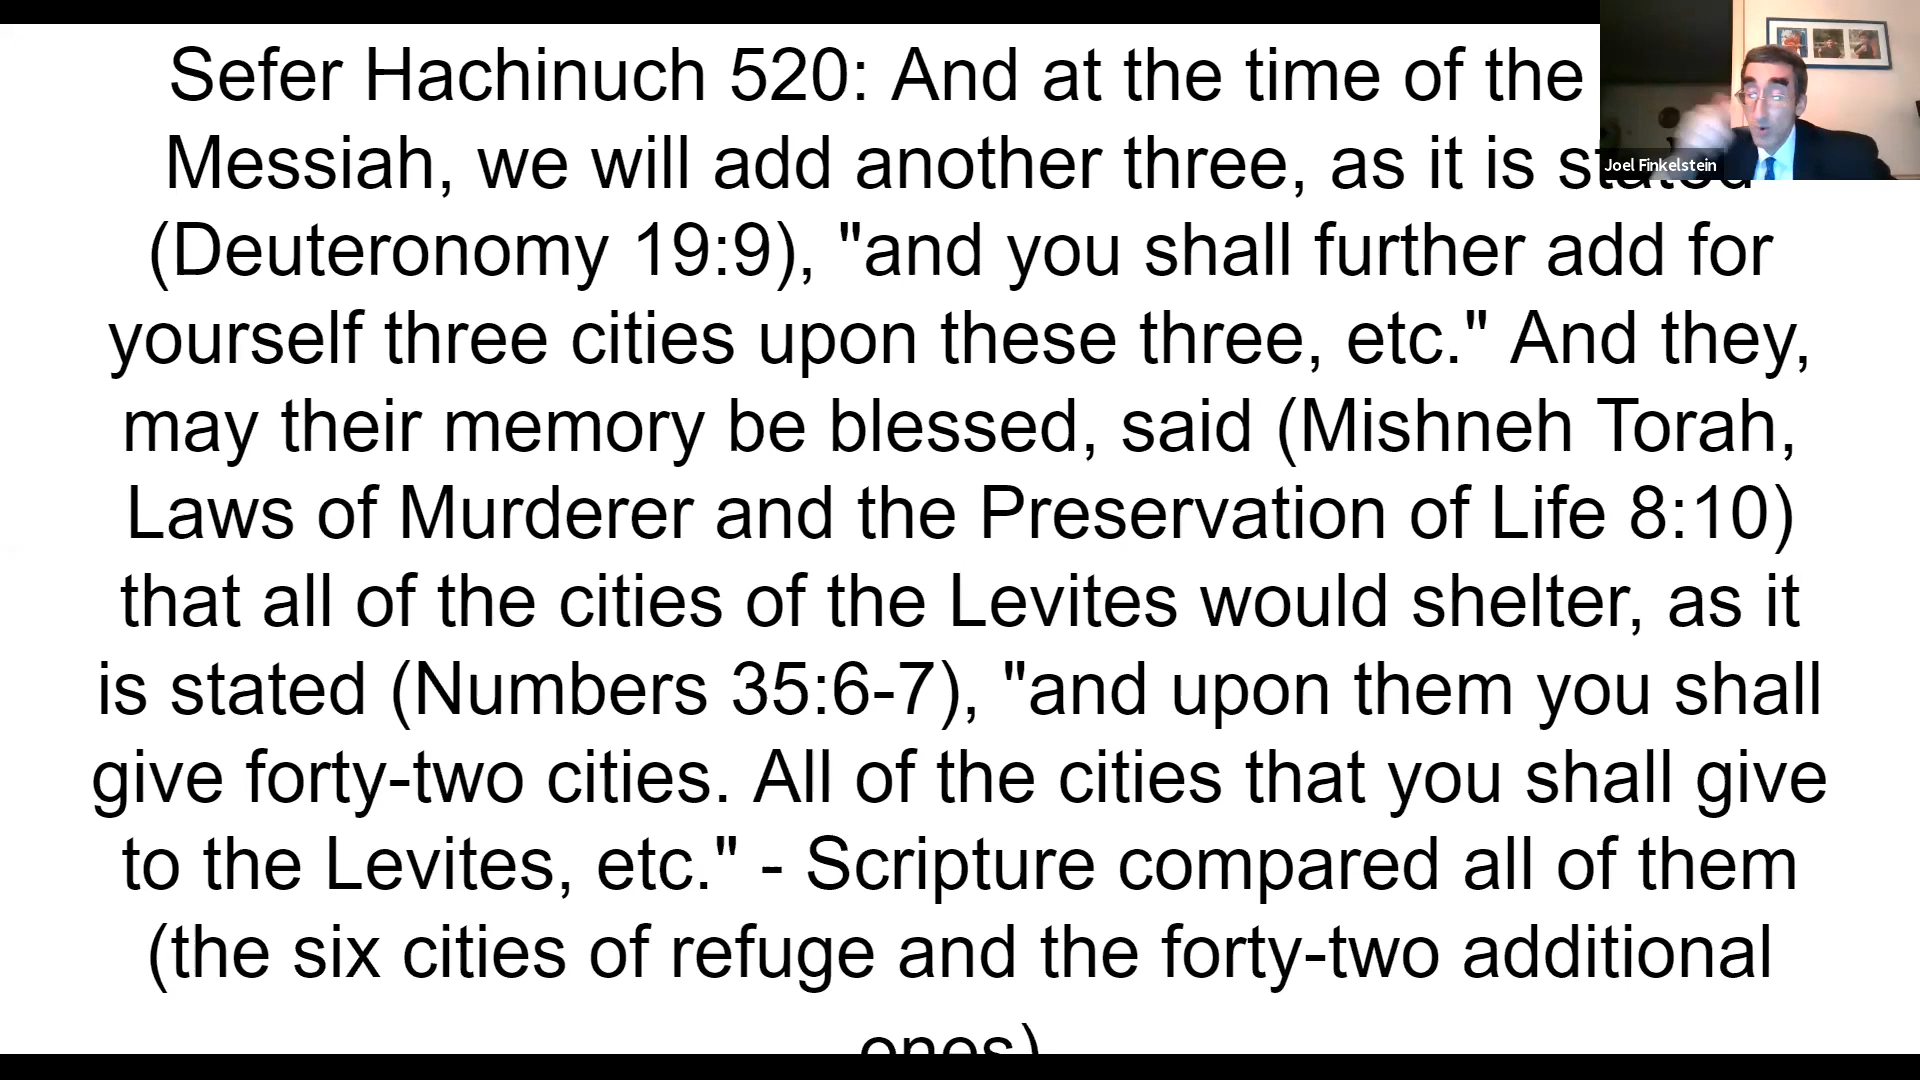 Sefer Hachinuch 520: And at the time of the
Messiah, we will add another three, as it is stated
(Deuteronomy 19:9), "and you shall further add for
yourself three cities upon these three, etc." And they,
may their memory be blessed, said (Mishneh Torah,
Laws of Murderer and the Preservation of Life 8:10)
that all of the cities of the Levites would shelter, as it
is stated (Numbers 35:6-7), "and upon them you shall
give forty-two cities. All of the cities that you shall give
to the Levites, etc." - Scripture compared all of them
(the six cities of refuge and the forty-two additional
ones)
Joel Finkelstein